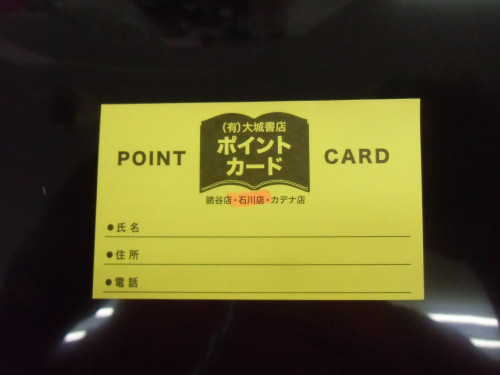 (有)大城書店
POINT ポイント カード CARD
読谷店・石川店・カデナ店
●氏名
●住所
●電話